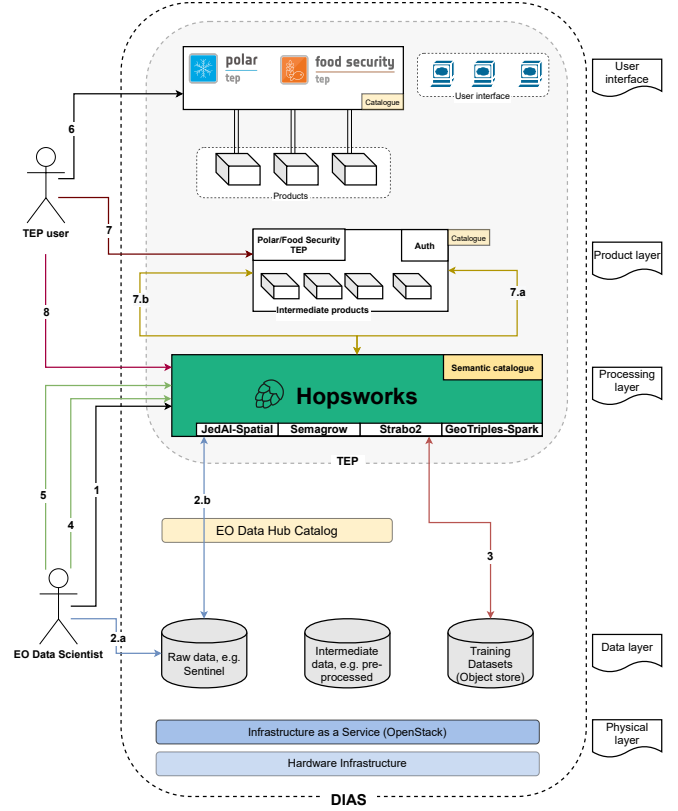 polar
tep
food security
tep
Catalogue
User interface
User
interface
6
Products
TEP user
7
Polar/Food Security
TEP
Auth
Catalogue
Product layer
7.b
7.a
Intermediate products
8
Semantic catalogue
Processing
layer
Hopsworks
JedAI-Spatial
Semagrow
Strabo2
GeoTriples-Spark
TEP
5
4
1
2.b
EO Data Hub Catalog
3
2.a
EO Data Scientist
Raw data, e.g.
Sentinel
Intermediate
data, e.g. pre-
processed
Training
Datasets
(Object store)
Data layer
Infrastructure as a Service (OpenStack)
Physical
layer
Hardware Infrastructure
DIAS